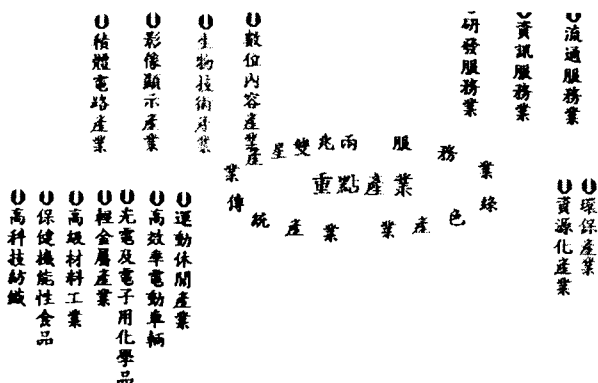 流通服務業
資訊服務業
研發服務業
數位內容產業
生物技術產業
影像顯示產業
積體電路產業
兩兆雙星產業
服務業
重點產業
綠色產業
傳統產業
環保產業
資源化產業
運動休閒產業
高效率電動車輛
光電及電子用化學品
輕金屬產業
高級材料工業
保健機能性食品
高科技紡織